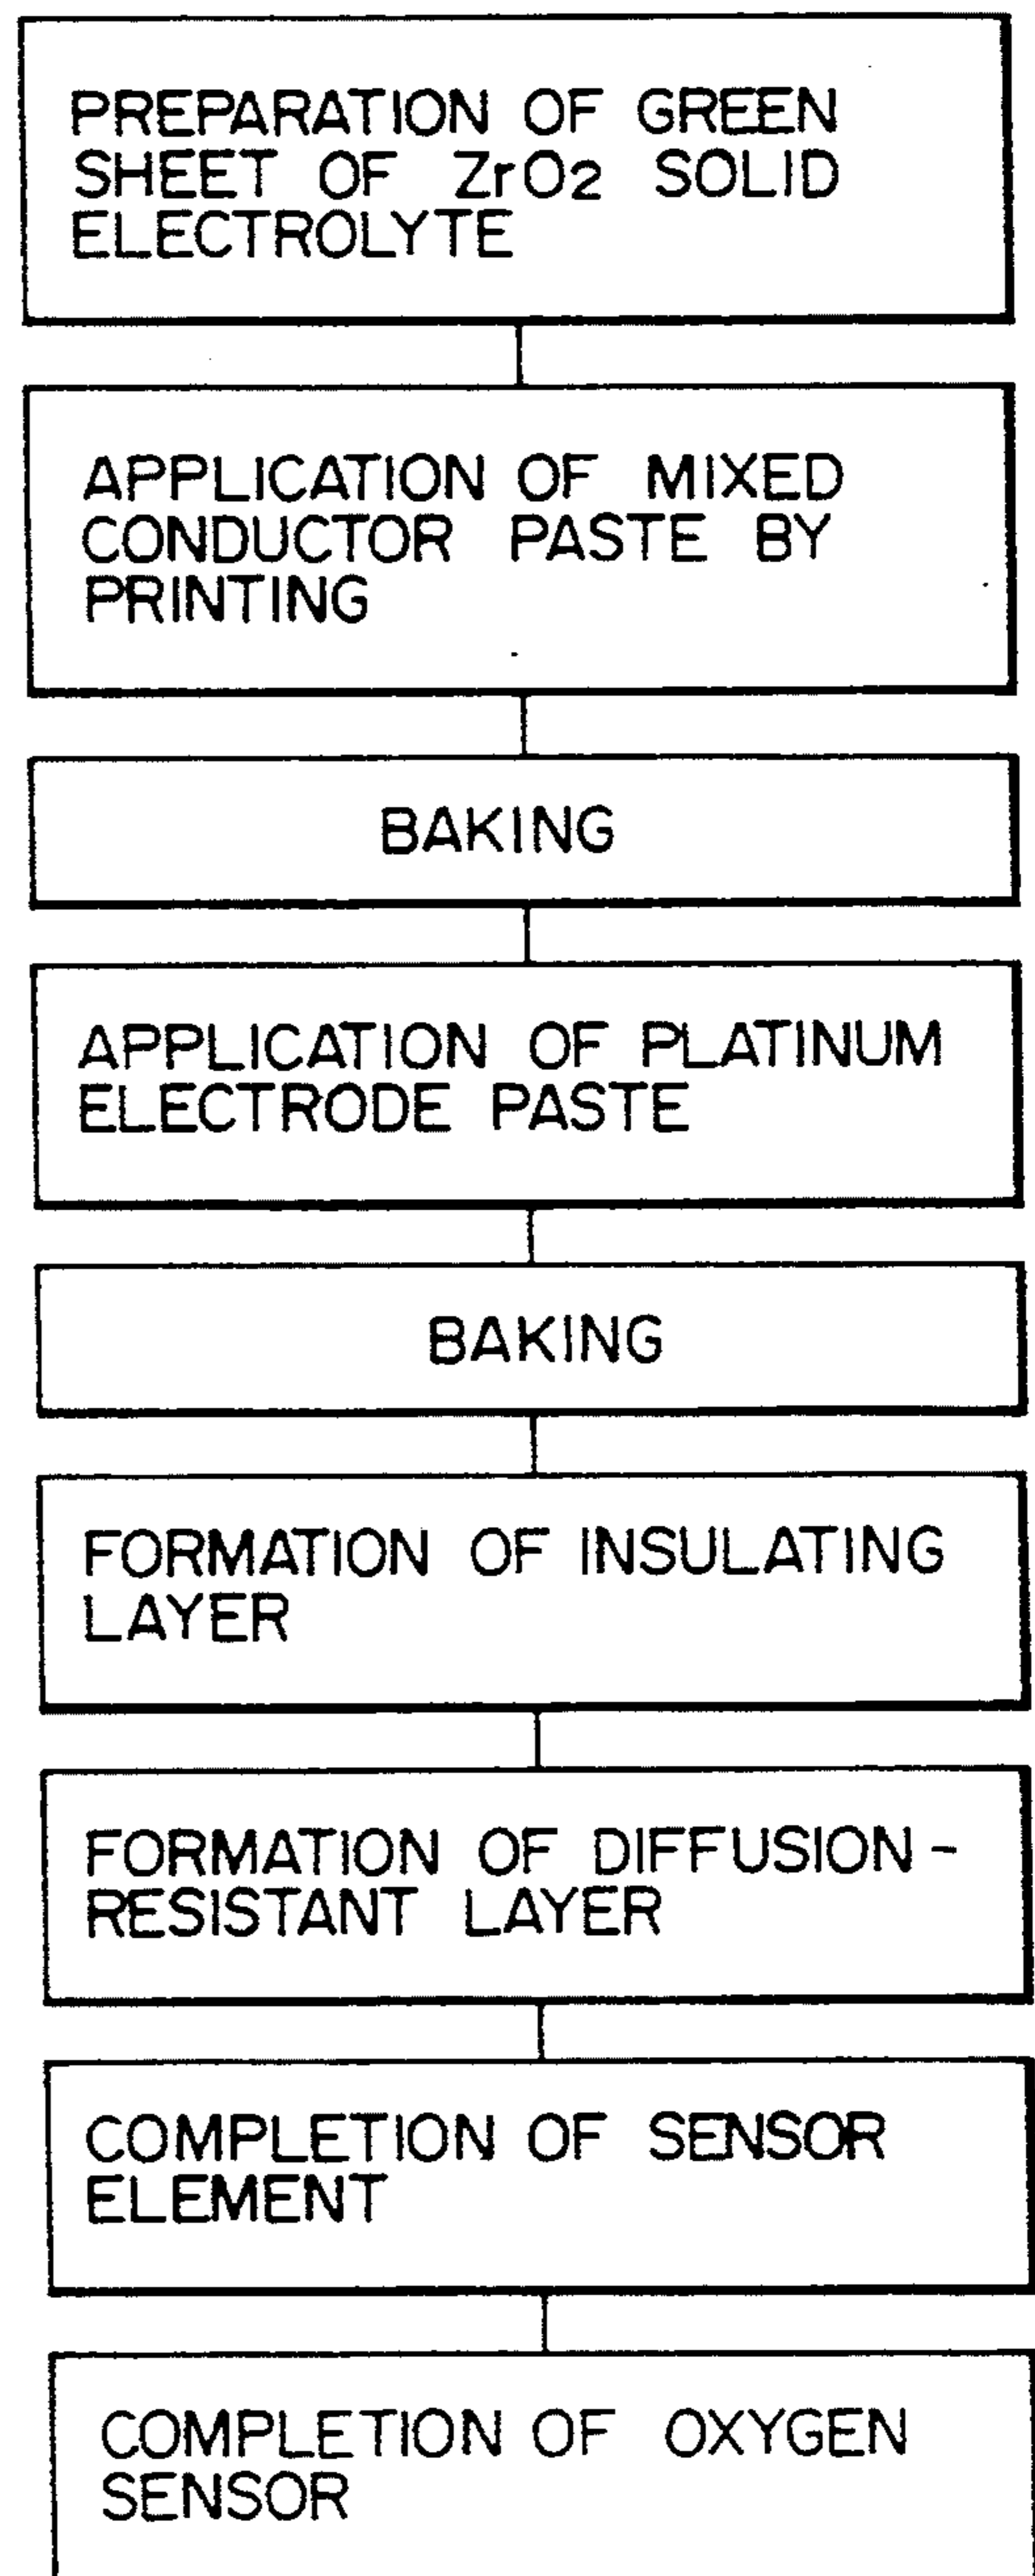 PREPARATION OF GREEN
SHEET OF ZrO2 SOLID
ELECTROLYTE
APPLICATION OF MIXED
CONDUCTOR PASTE BY
PRINTING
BAKING
APPLICATION OF PLATINUM
ELECTRODE PASTE
BAKING
FORMATION OF INSULATING
LAYER
FORMATION OF DIFFUSION-
RESISTANT LAYER
COMPLETION OF SENSOR
ELEMENT
COMPLETION OF OXYGEN
SENSOR